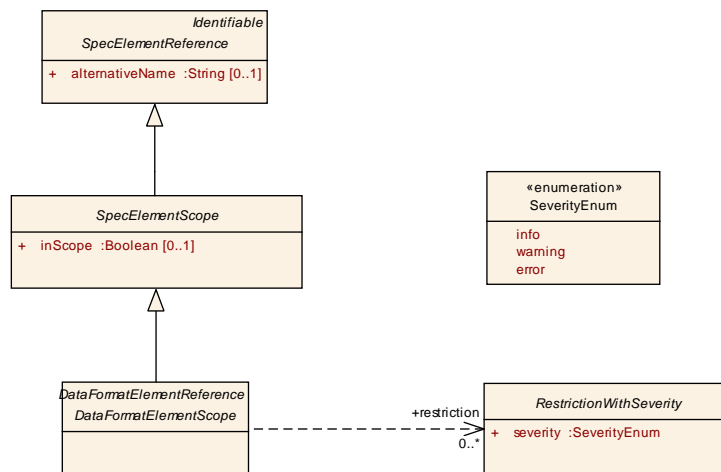 Identifiable
SpecElementReference
+ alternativeName :String [0..1]
SpecElementScope
+ inScope :Boolean [0..1]
«enumeration»
SeverityEnum
info
warning
error
DataFormatElementReference
DataFormatElementScope
+restriction
0..*
RestrictionWithSeverity
+ severity :SeverityEnum